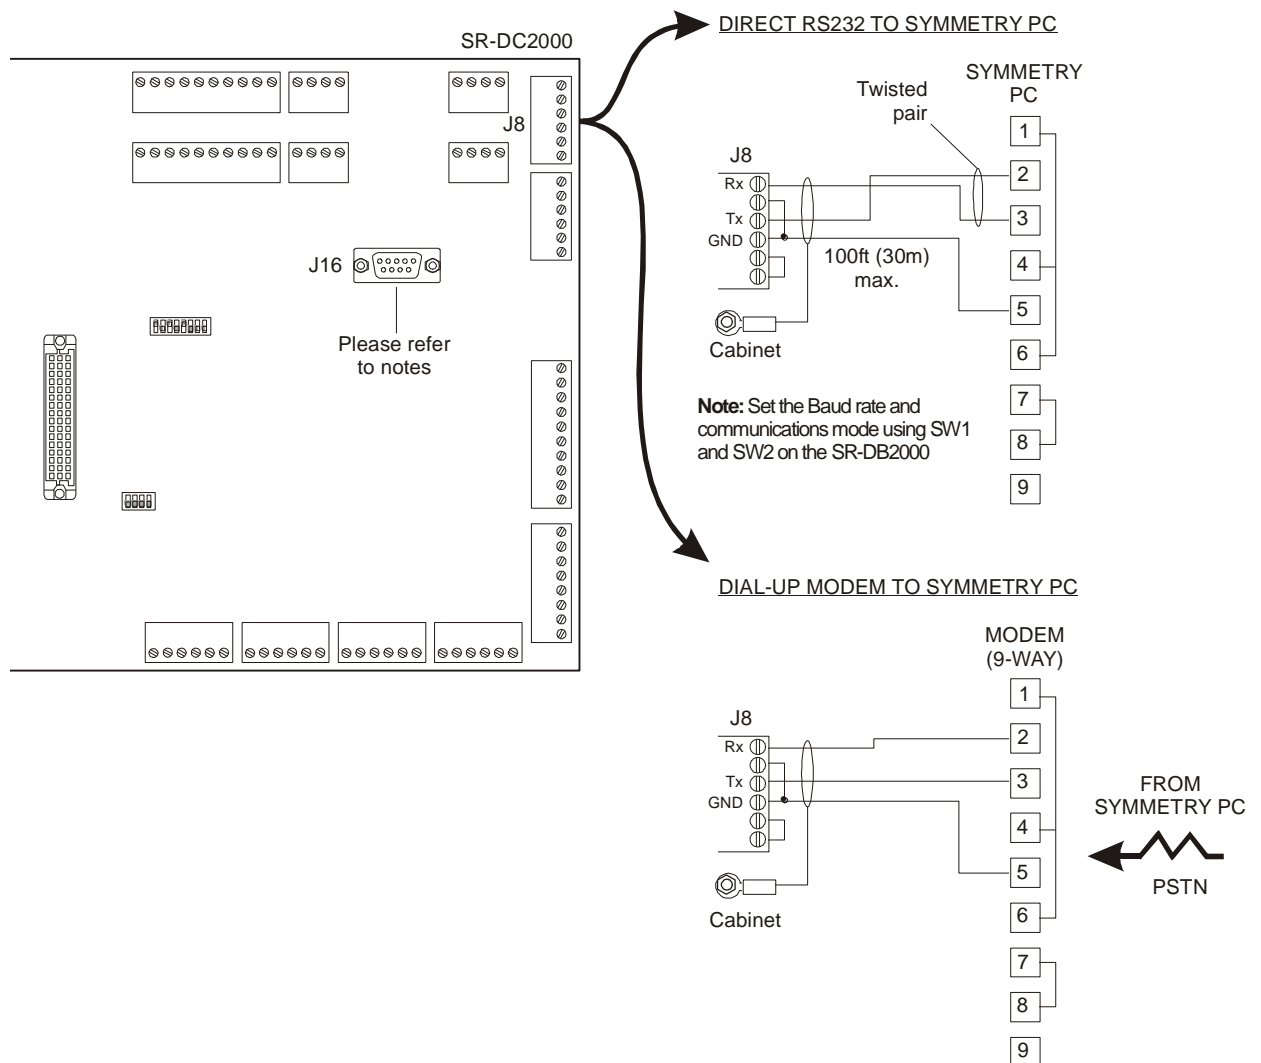 SR-DC2000
J8
J16
Please refer
to notes
DIRECT RS232 TO SYMMETRY PC
SYMMETRY
PC
Twisted
pair
J8
Rx
Tx
GND
100ft (30m)
max.
Cabinet
1
2
3
4
5
6
7
8
9
Note: Set the Baud rate and
communications mode using SW1
and SW2 on the SR-DB2000
DIAL-UP MODEM TO SYMMETRY PC
MODEM
(9-WAY)
J8
Rx
Tx
GND
Cabinet
1
2
3
4
5
6
7
8
9
FROM
SYMMETRY PC
PSTN